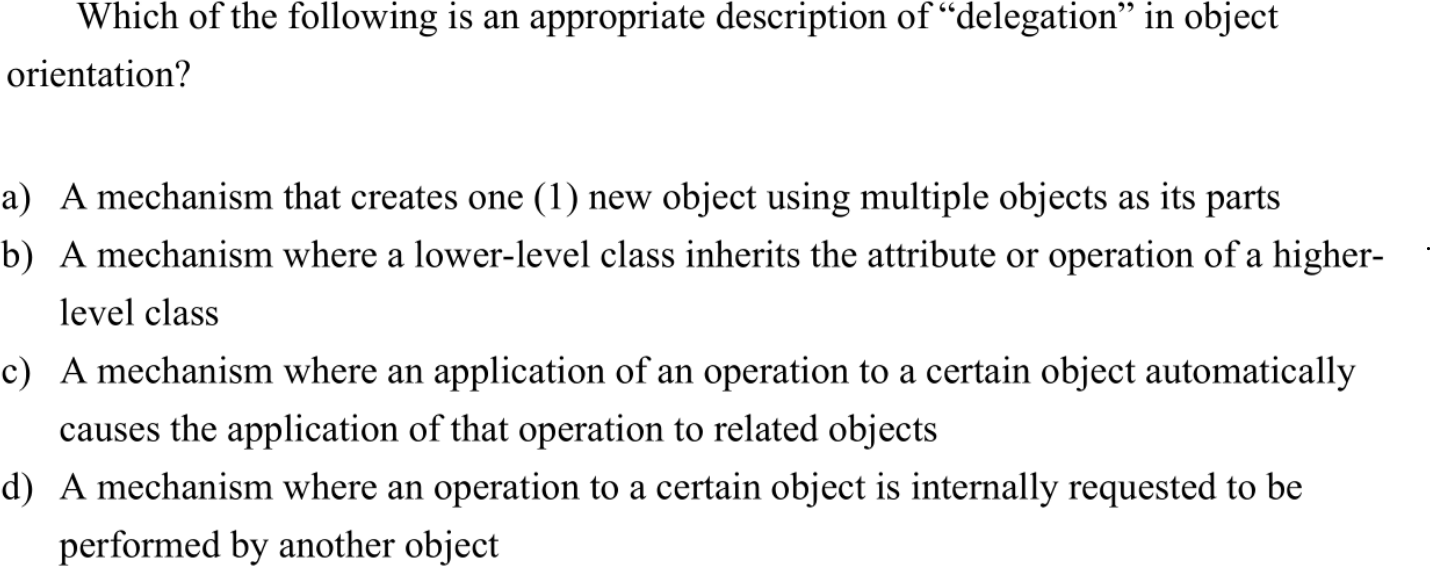 Which of the following is an appropriate description of “delegation” in object
orientation?
a) A mechanism that creates one (1) new object using multiple objects as its parts
b) A mechanism where a lower-level class inherits the attribute or operation of a higher-
level class
c) A mechanism where an application of an operation to a certain object automatically
causes the application of that operation to related objects
d) A mechanism where an operation to a certain object is internally requested to be
performed by another object